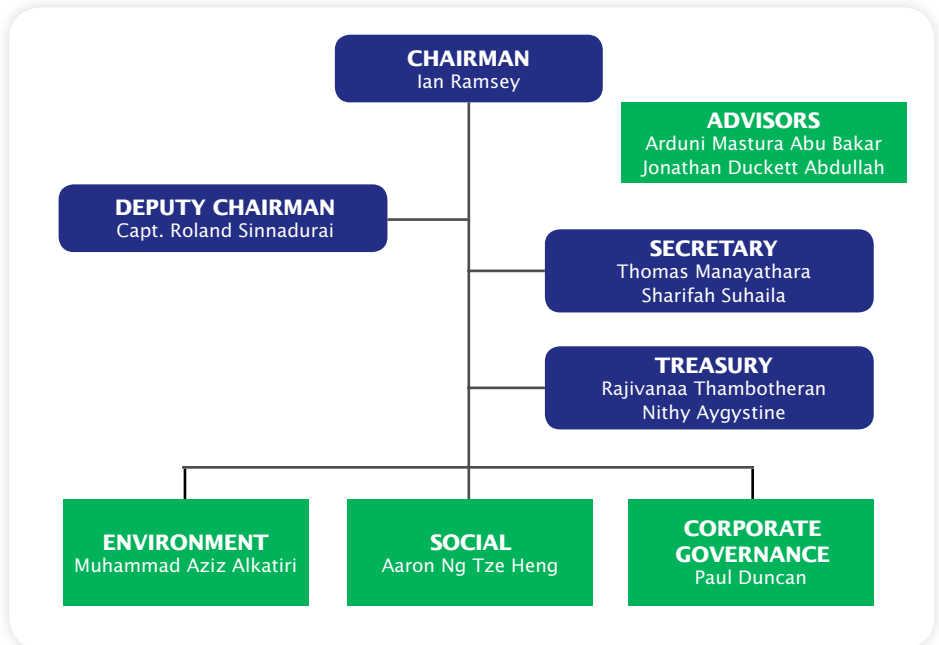 CHAIRMAN
Ian Ramsey
ADVISORS
Arduni Mastura Abu Bakar
Jonathan Duckett Abdullah
DEPUTY CHAIRMAN
Capt. Roland Sinnadurai
SECRETARY
Thomas Manayathara
Sharifah Suhaila
TREASURY
Rajivanaa Thambotheran
Nithy Aygystine
ENVIRONMENT
Muhammad Aziz Alkatiri
SOCIAL
Aaron Ng Tze Heng
CORPORATE
GOVERNANCE
Paul Duncan